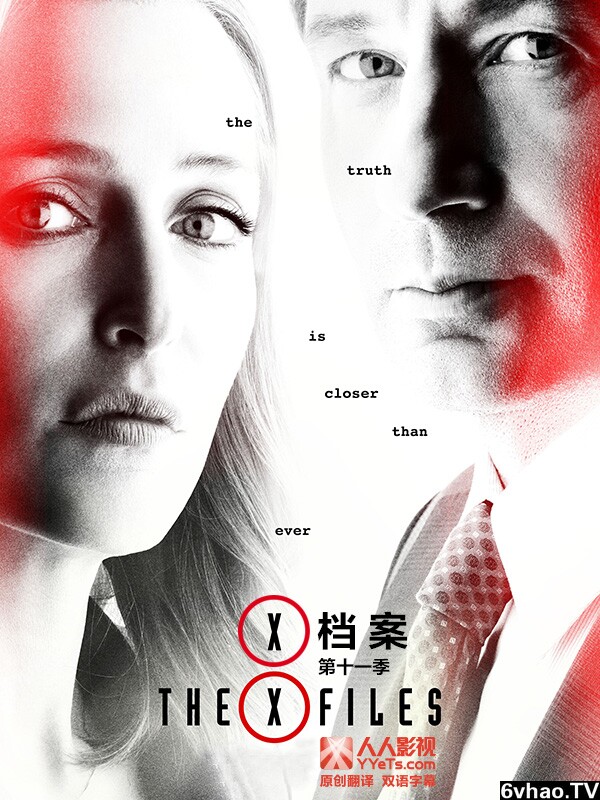 the
truth
is
closer
than
ever
X 档案
第十一季
THE X FILES
人人影视
YYeTs.com
原创翻译 双语字幕
6vhao.TV